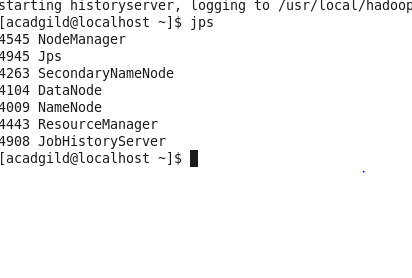 starting historyserver, logging to /usr/local/hadoop
[acadgild@localhost ~]$ jps
4545 NodeManager
4945 Jps
4263 SecondaryNameNode
4104 DataNode
4009 NameNode
4443 ResourceManager
4908 JobHistoryServer
[acadgild@localhost ~]$